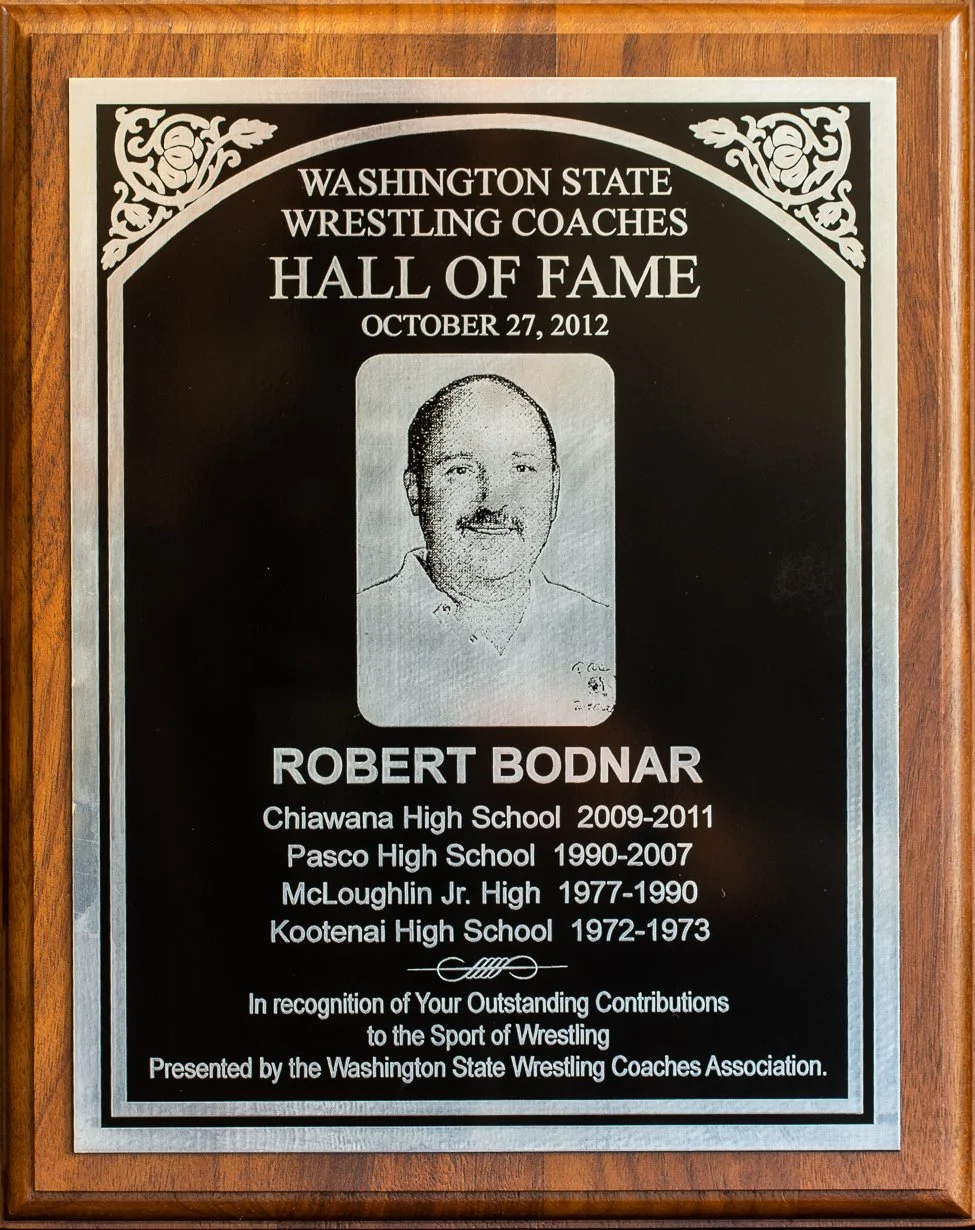 WASHINGTON STATE
WRESTLING COACHES
HALL OF FAME
OCTOBER 27, 2012
ROBERT BODNAR
Chiawana High School 2009-2011
Pasco High School 1990-2007
McLoughlin Jr. High 1977-1990
Kootenai High School 1972-1973
In recognition of Your Outstanding Contributions
to the Sport of Wrestling
Presented by the Washington State Wrestling Coaches Association.